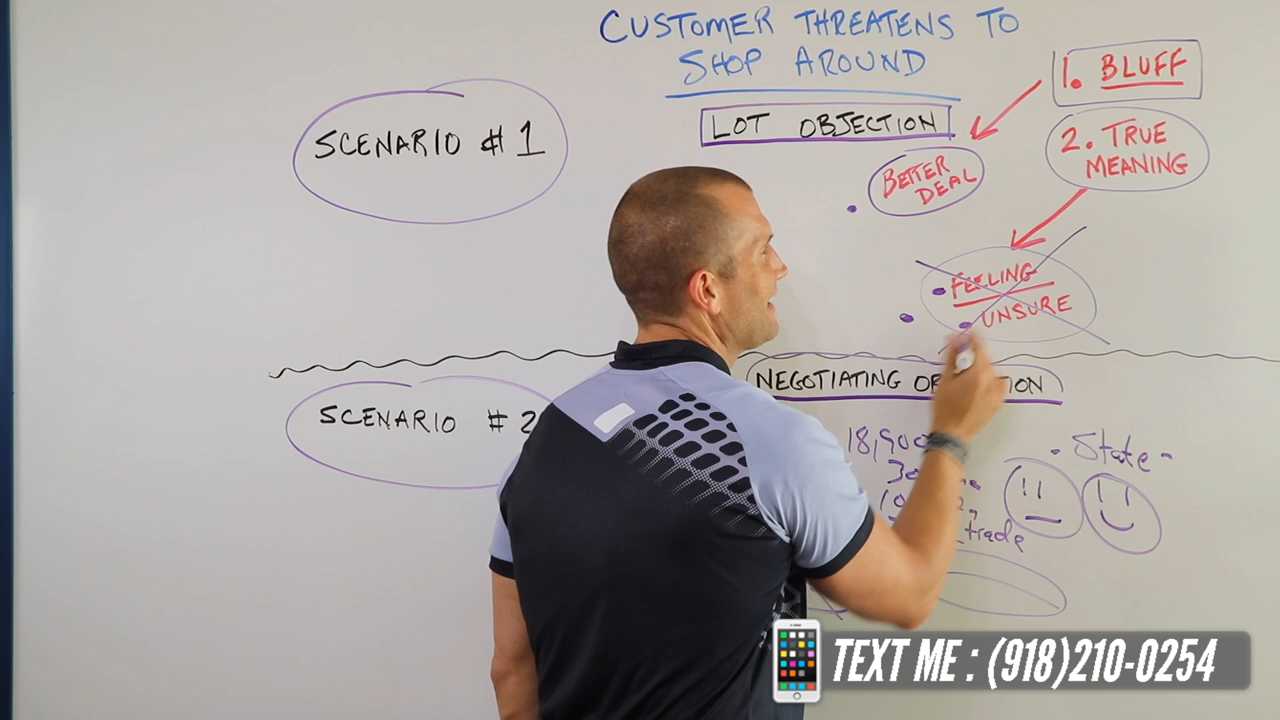 CUSTOMER THREATENS TO
SHOP AROUND
1. BLUFF
LOT OBJECTION
2. TRUE
MEANING
SCENARIO # 1
BETTER
DEAL
FEELING
UNSURE
NEGOTIATING
SCENARIO # 2
State
trade
TEXT ME : (918)210-0254